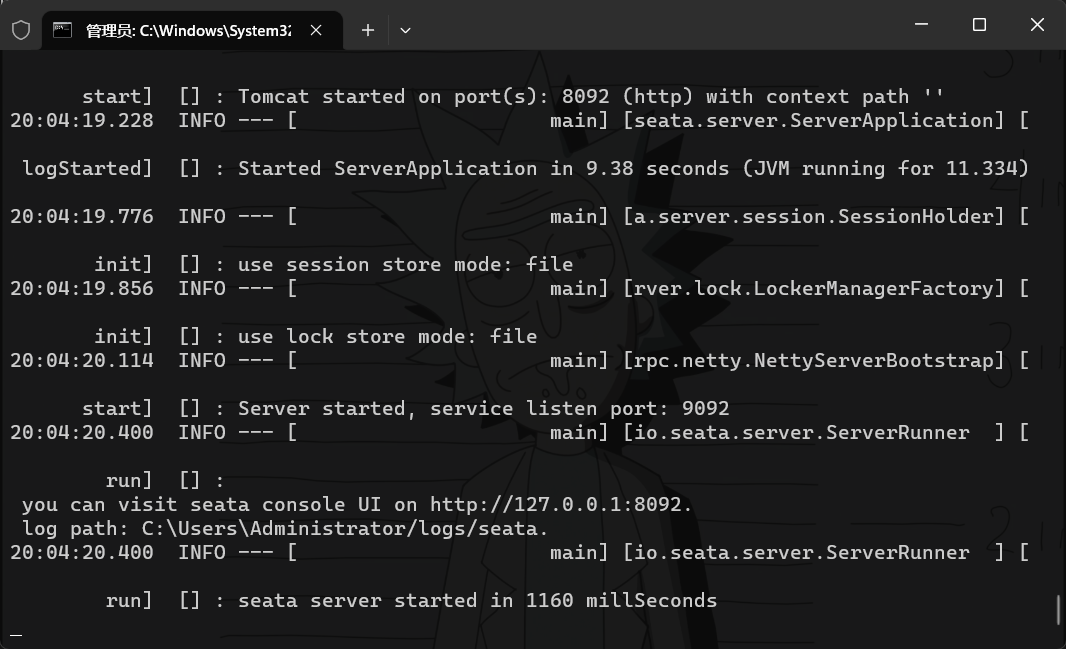 管理员: C:\Windows\System32
start]  [] : Tomcat started on port(s): 8092 (http) with context path ''
20:04:19.228  INFO --- [                     main] [seata.server.ServerApplication] [
logStarted]  [] : Started ServerApplication in 9.38 seconds (JVM running for 11.334)
20:04:19.776  INFO --- [                     main] [a.server.session.SessionHolder] [
init]  [] : use session store mode: file
20:04:19.856  INFO --- [                     main] [rver.lock.LockerManagerFactory] [
init]  [] : use lock store mode: file
20:04:20.114  INFO --- [                     main] [rpc.netty.NettyServerBootstrap] [
start]  [] : Server started, service listen port: 9092
20:04:20.400  INFO --- [                     main] [io.seata.server.ServerRunner  ] [
run]  [] :
you can visit seata console UI on http://127.0.0.1:8092.
log path: C:\Users\Administrator/logs/seata.
20:04:20.400  INFO --- [                     main] [io.seata.server.ServerRunner  ] [
run]  [] : seata server started in 1160 millSeconds